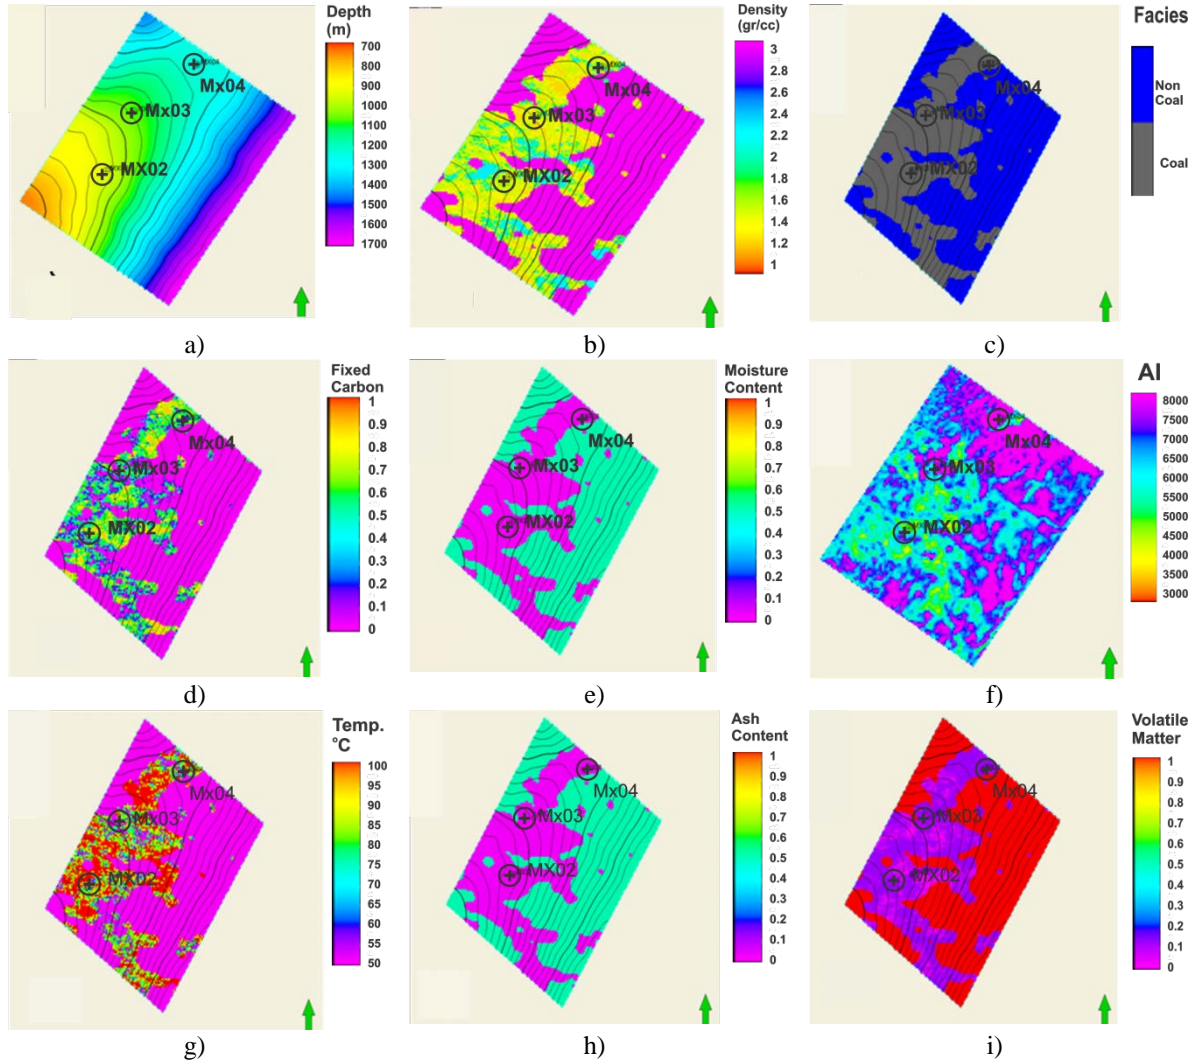 Depth
(m)
700
800
900
1000
1100
1200
1300
1400
1500
1600
1700
Mx04
Mx03
MX02
a)
Density
(gr/cc)
3
2.8
2.6
2.4
2.2
2
1.8
1.6
1.4
1.2
1
Mx04
Mx03
MX02
b)
Facies
Non
Coal
Coal
Mx04
Mx03
MX02
c)
Fixed
Carbon
1
0.9
0.8
0.7
0.6
0.5
0.4
0.3
0.2
0.1
0
Mx04
Mx03
MX02
d)
Moisture
Content
1
0.9
0.8
0.7
0.6
0.5
0.4
0.3
0.2
0.1
0
Mx04
Mx03
MX02
e)
AI
8000
7500
7000
6500
6000
5500
5000
4500
4000
3500
3000
Mx04
Mx03
MX02
f)
Temp.
°C
100
95
90
85
80
75
70
65
60
55
50
Mx04
Mx03
MX02
g)
Ash
Content
1
0.9
0.8
0.7
0.6
0.5
0.4
0.3
0.2
0.1
0
Mx04
Mx03
MX02
h)
Volatile
Matter
1
0.9
0.8
0.7
0.6
0.5
0.4
0.3
0.2
0.1
0
Mx04
Mx03
MX02
i)